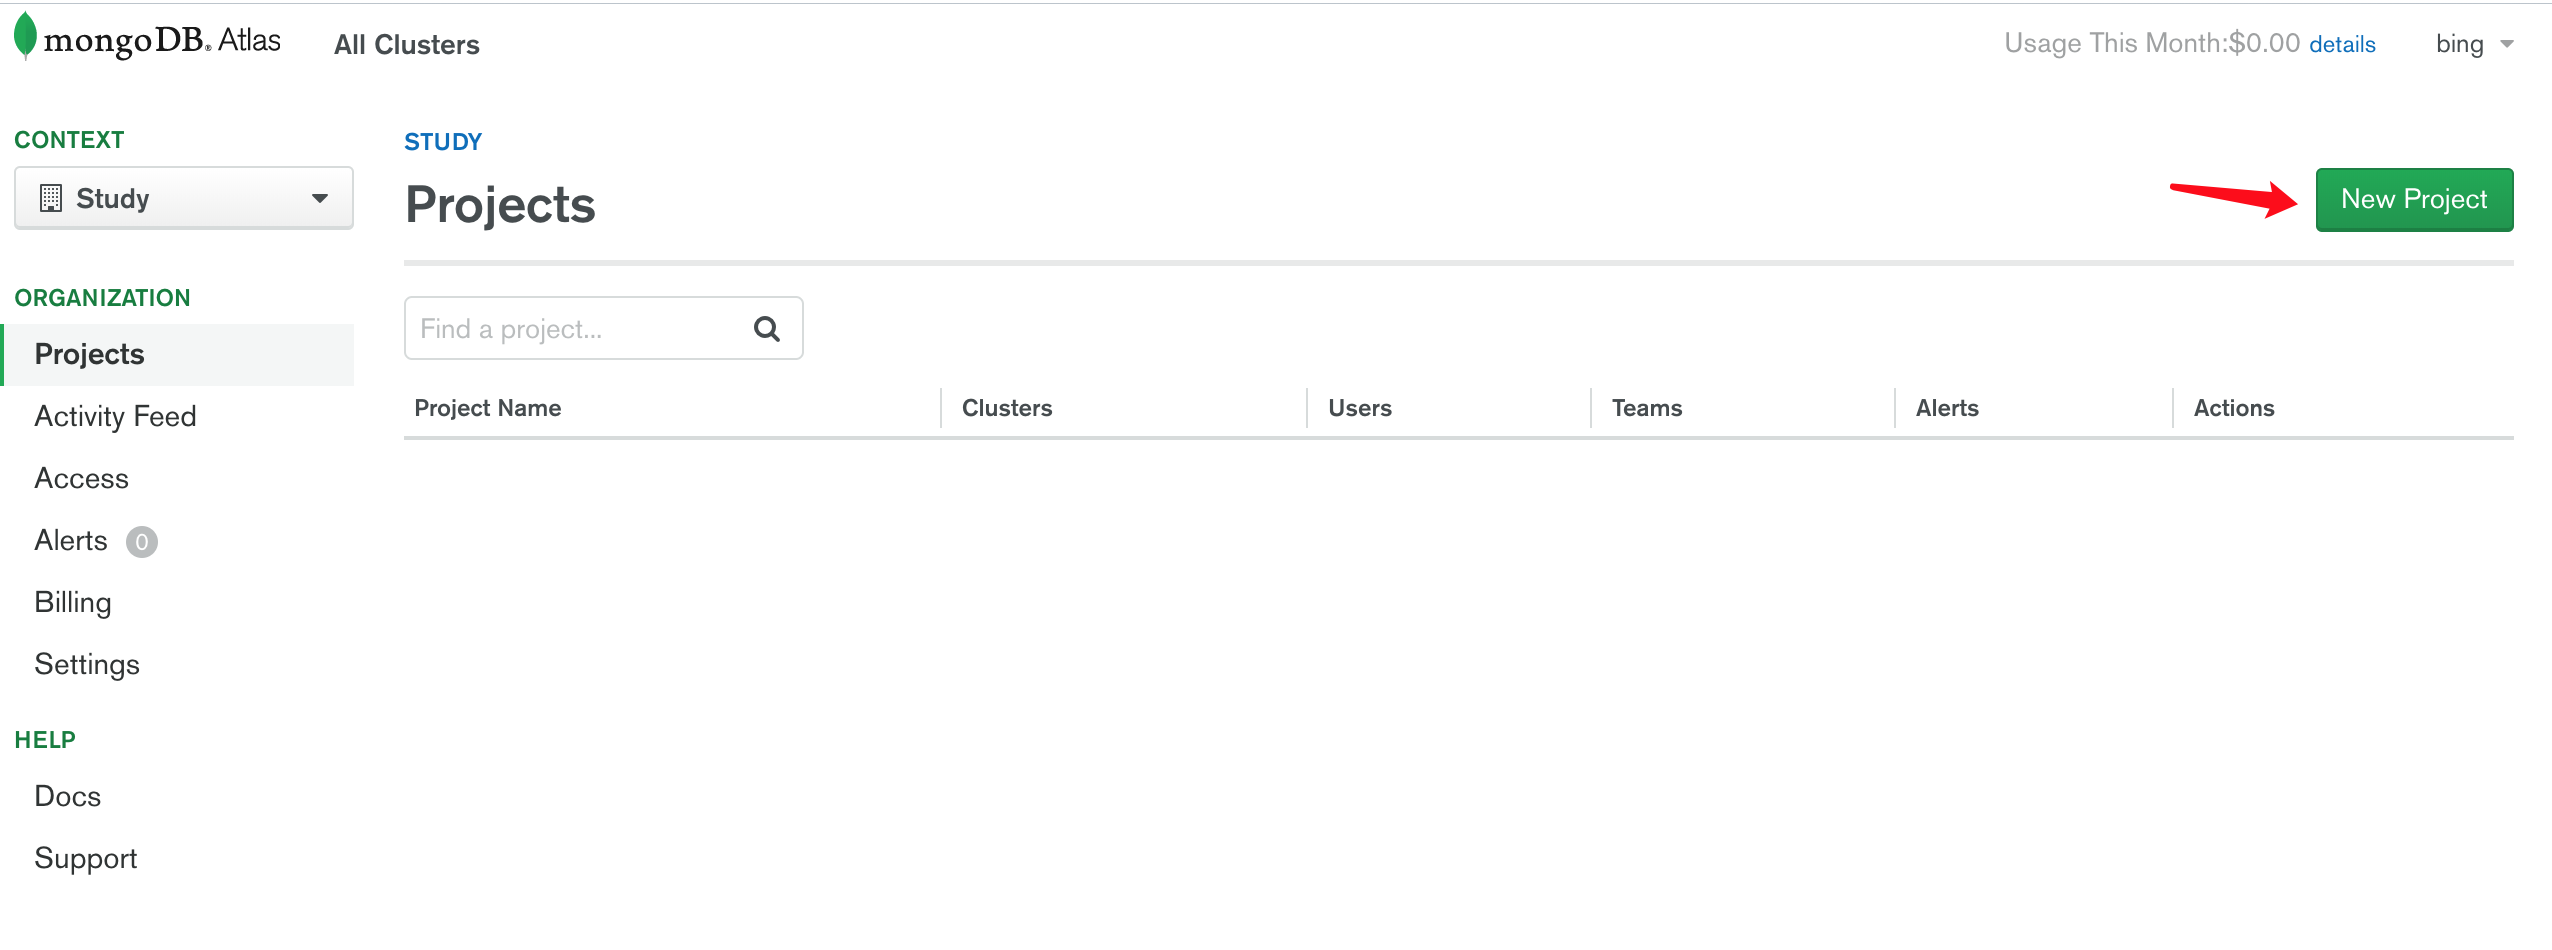 mongoDB® Atlas All Clusters Usage This Month:$0.00 details bing
CONTEXT
Study
ORGANIZATION
Projects
Activity Feed
Access
Alerts 0
Billing
Settings
HELP
Docs
Support
STUDY
Projects
New Project
Find a project...
Project Name Clusters Users Teams Alerts Actions